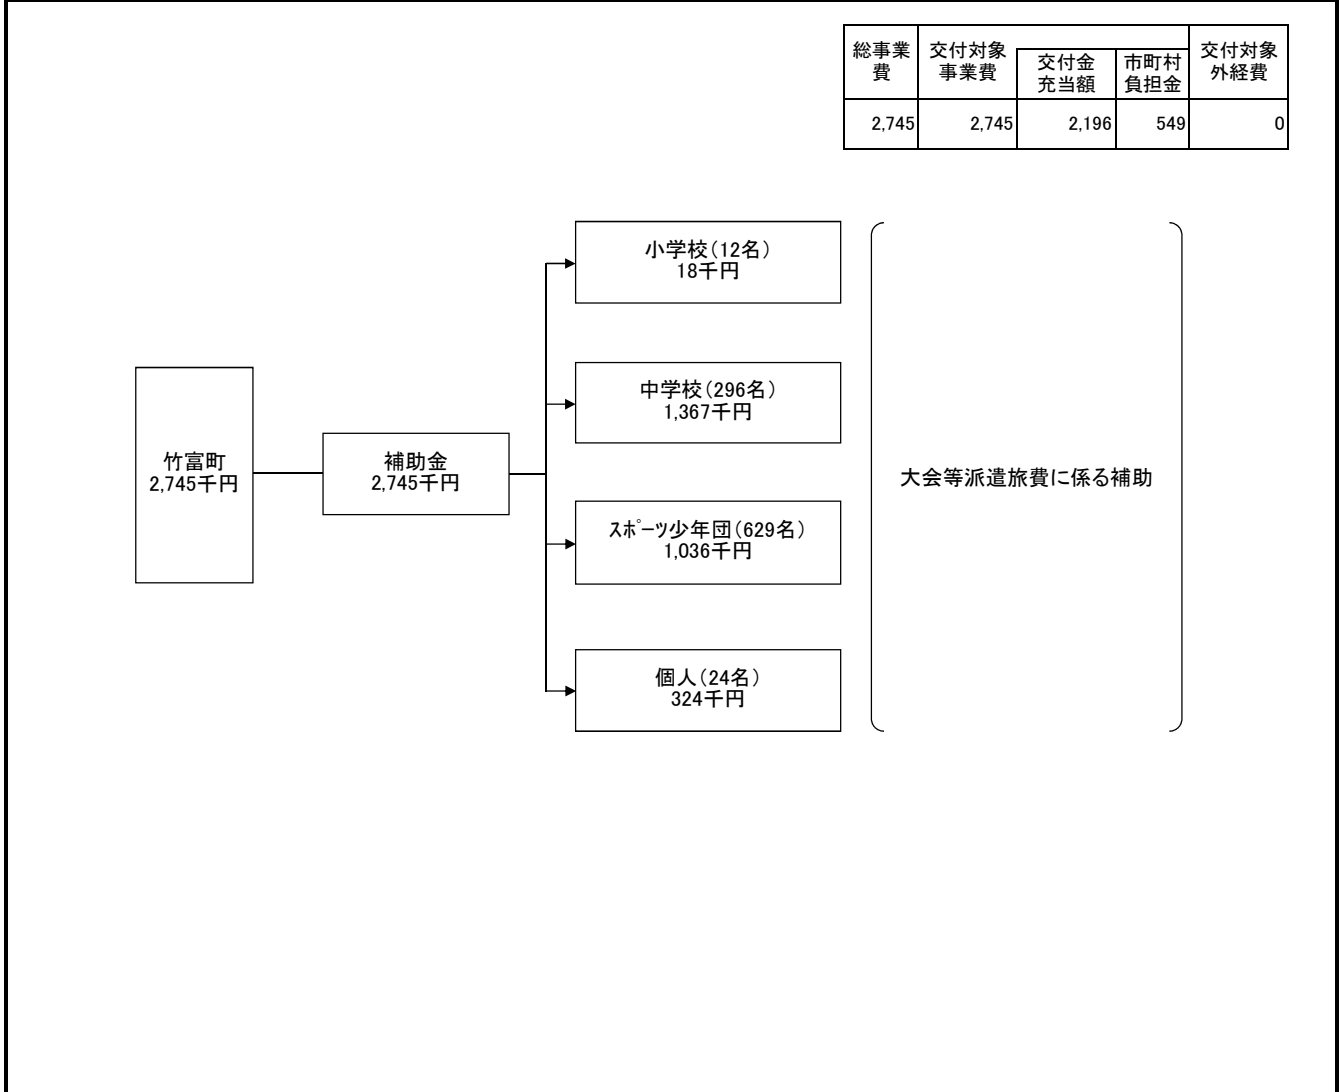 総事業
費
交付対象
事業費
交付金
充当額
市町村
負担金
交付対象
外経費
2,745 2,745 2,196 549 0
小学校(12名)
18千円
中学校(296名)
1,367千円
竹富町
2,745千円
補助金
2,745千円
スポーツ少年団(629名)
1,036千円
個人(24名)
324千円
大会等派遣旅費に係る補助